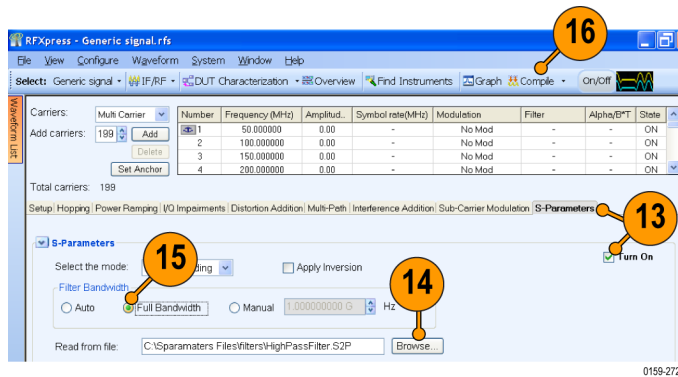 16
RFXpress - Generic signal.rfs
File View Configure Waveform System Window Help
Select: Generic signal IF/RF DUT Characterization Overview Find Instruments Graph Compile On/Off
Waveform List
Carriers: Multi Carrier
Add carriers: 199 Add
Delete
Set Anchor
Total carriers: 199
Number Frequency (MHz) Amplitud.. Symbol rate(MHz) Modulation Filter Alpha/B*T State
1 50.000000 0.00 - No Mod - - ON
2 100.000000 0.00 - No Mod - - ON
3 150.000000 0.00 - No Mod - - ON
4 200.000000 0.00 - No Mod - - ON
Setup Hopping Power Ramping I/Q Impairments Distortion Addition Multi-Path Interference Addition Sub-Carrier Modulation S-Parameters
13
S-Parameters
Turn On
Select the mode: ding Apply Inversion
15
14
Filter Bandwidth
Auto Full Bandwidth Manual 1.000000000 G Hz
Read from file: C:\Sparamaters Files\filters\HighPassFilter.S2P Browse...
0159-272